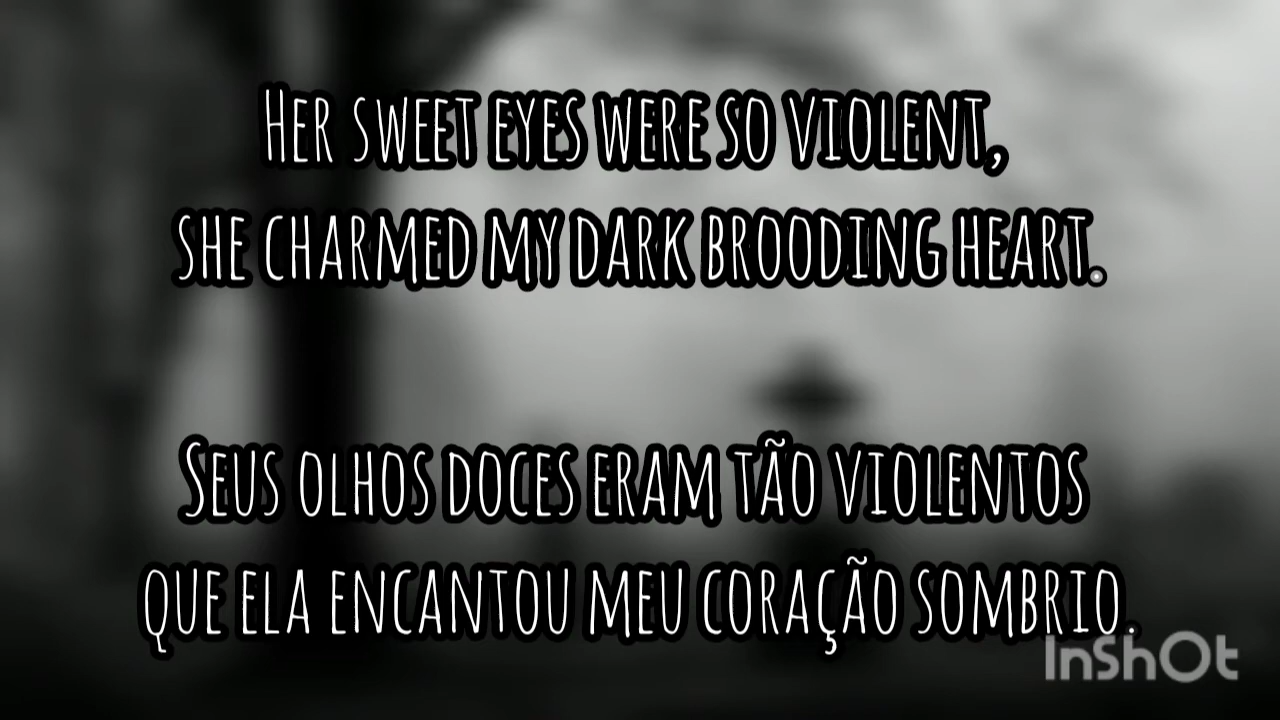 Her sweet eyes were so violent,
she charmed my dark brooding heart.
Seus olhos doces eram tão violentos
que ela encantou meu coração sombrio.
InShOt